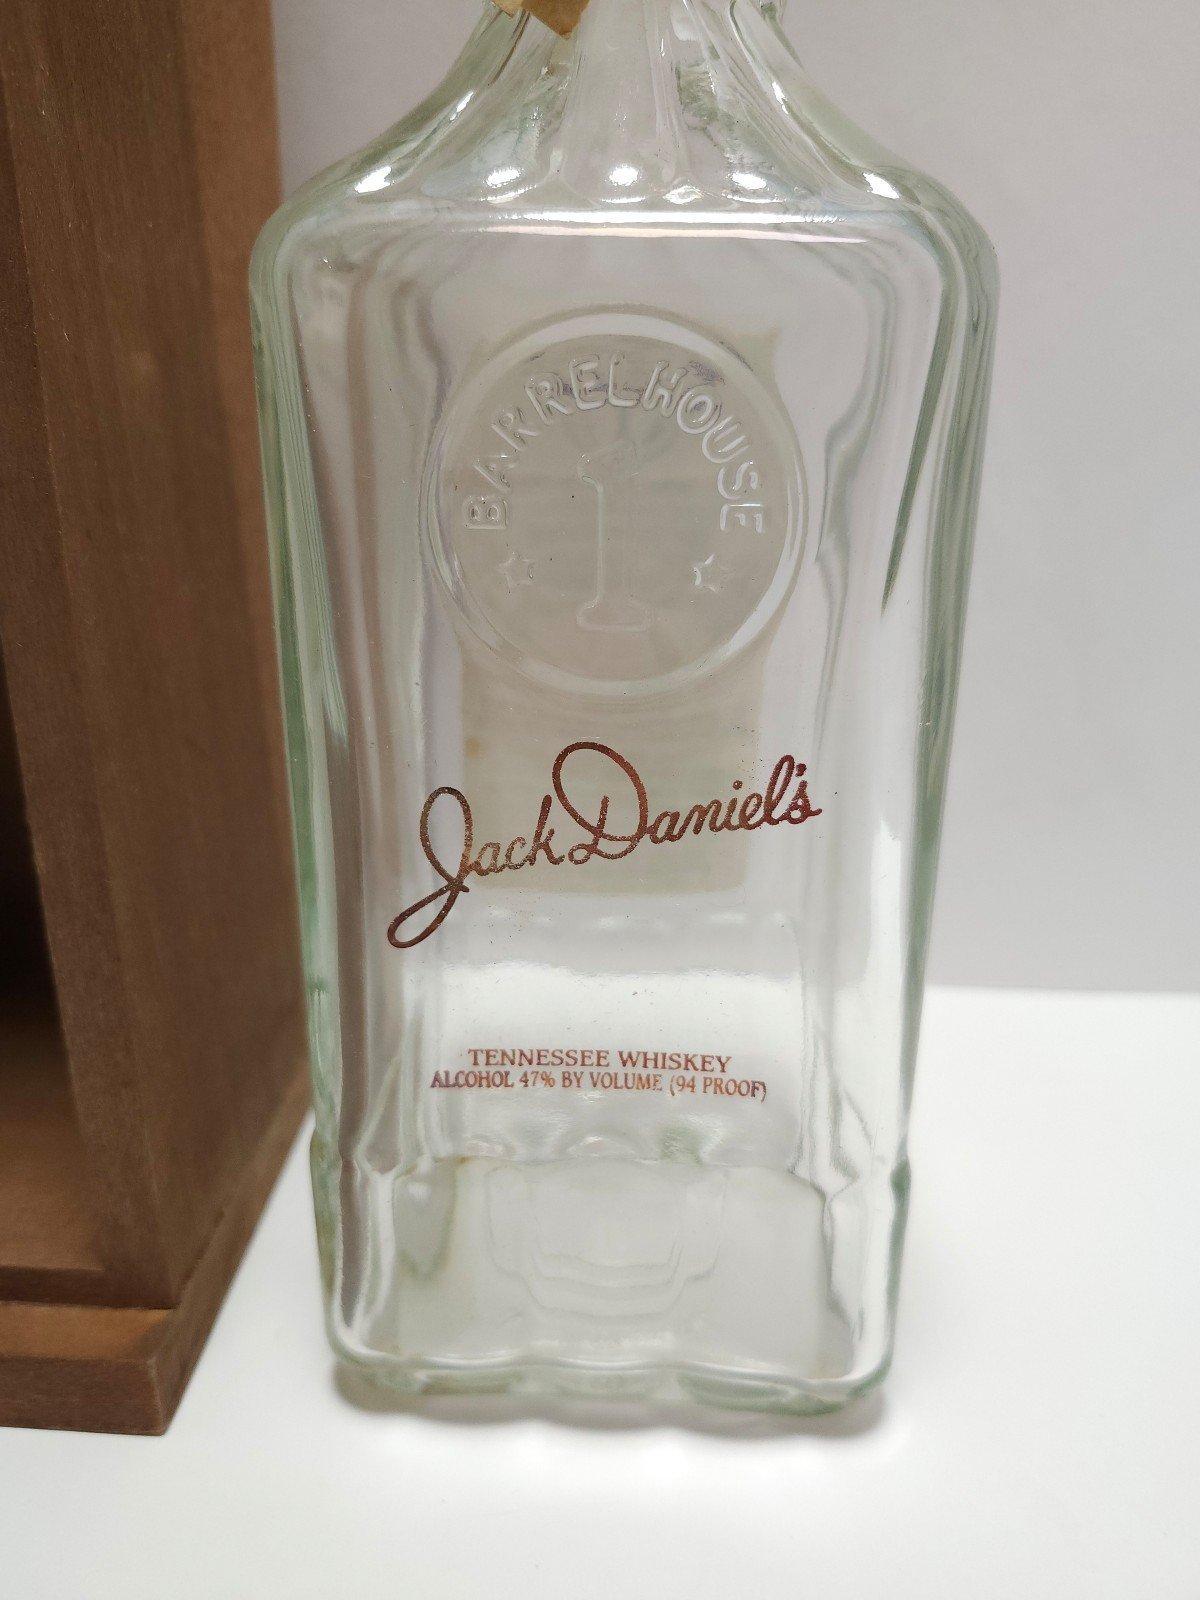 BARRELHOUSE
1
Jack Daniel's
TENNESSEE WHISKEY
ALCOHOL 47% BY VOLUME (94 PROOF)